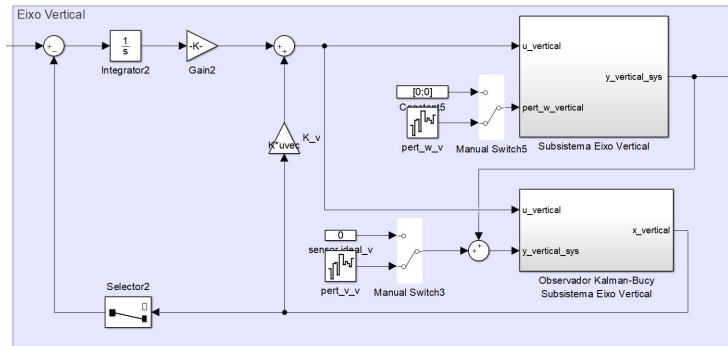 Eixo Vertical
1
s
Integrator2
-K-
Gain2
u_vertical
y_vertical_sys
pert_w_vertical
Subsistema Eixo Vertical
[0;0]
Constant5
pert_w_v
Manual Switch5
K*uvec
K_v
u_vertical
x_vertical
y_vertical_sys
Observador Kalman-Bucy
Subsistema Eixo Vertical
0
sensor ideal_v
pert_v_v
Manual Switch3
Selector2